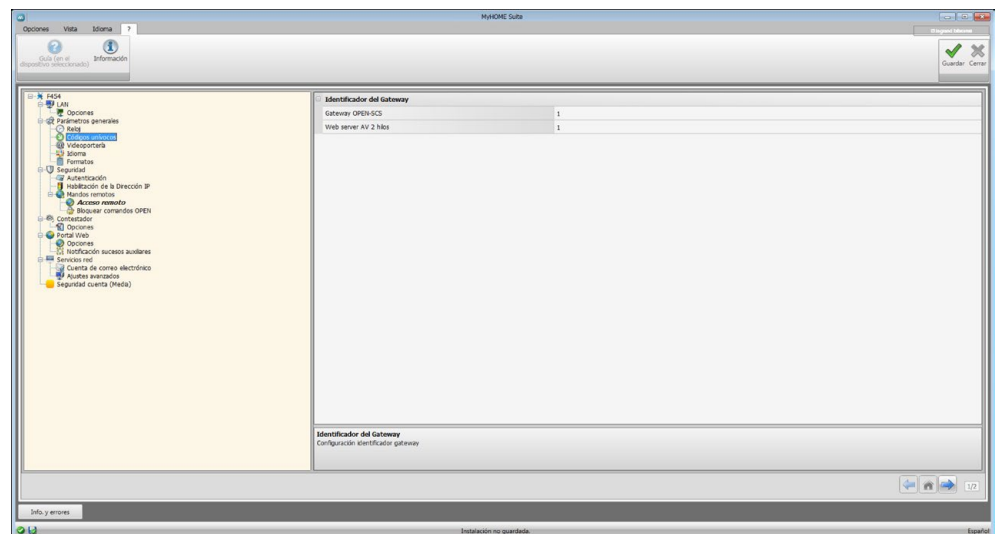 MyHOME Suite
Opciones Vista Idioma ?
Guía (en el dispositivo seleccionado)
Información
Guardar Cerrar
F454
LAN
Opciones
Parámetros generales
Reloj
Códigos unívocos
Videoportería
Idioma
Formatos
Seguridad
Autenticación
Habilitación de la Dirección IP
Mandos remotos
Acceso remoto
Bloquear comandos OPEN
Contestador
Opciones
Portal Web
Opciones
Notificación sucesos auxiliares
Servicios red
Cuenta de correo electrónico
Ajustes avanzados
Seguridad cuenta (Media)
Identificador del Gateway
Gateway OPEN-SCS 1
Web server AV 2 hilos 1
Identificador del Gateway
Configuración identificador gateway
1/2
Info. y errores
Instalación no guardada.
Español